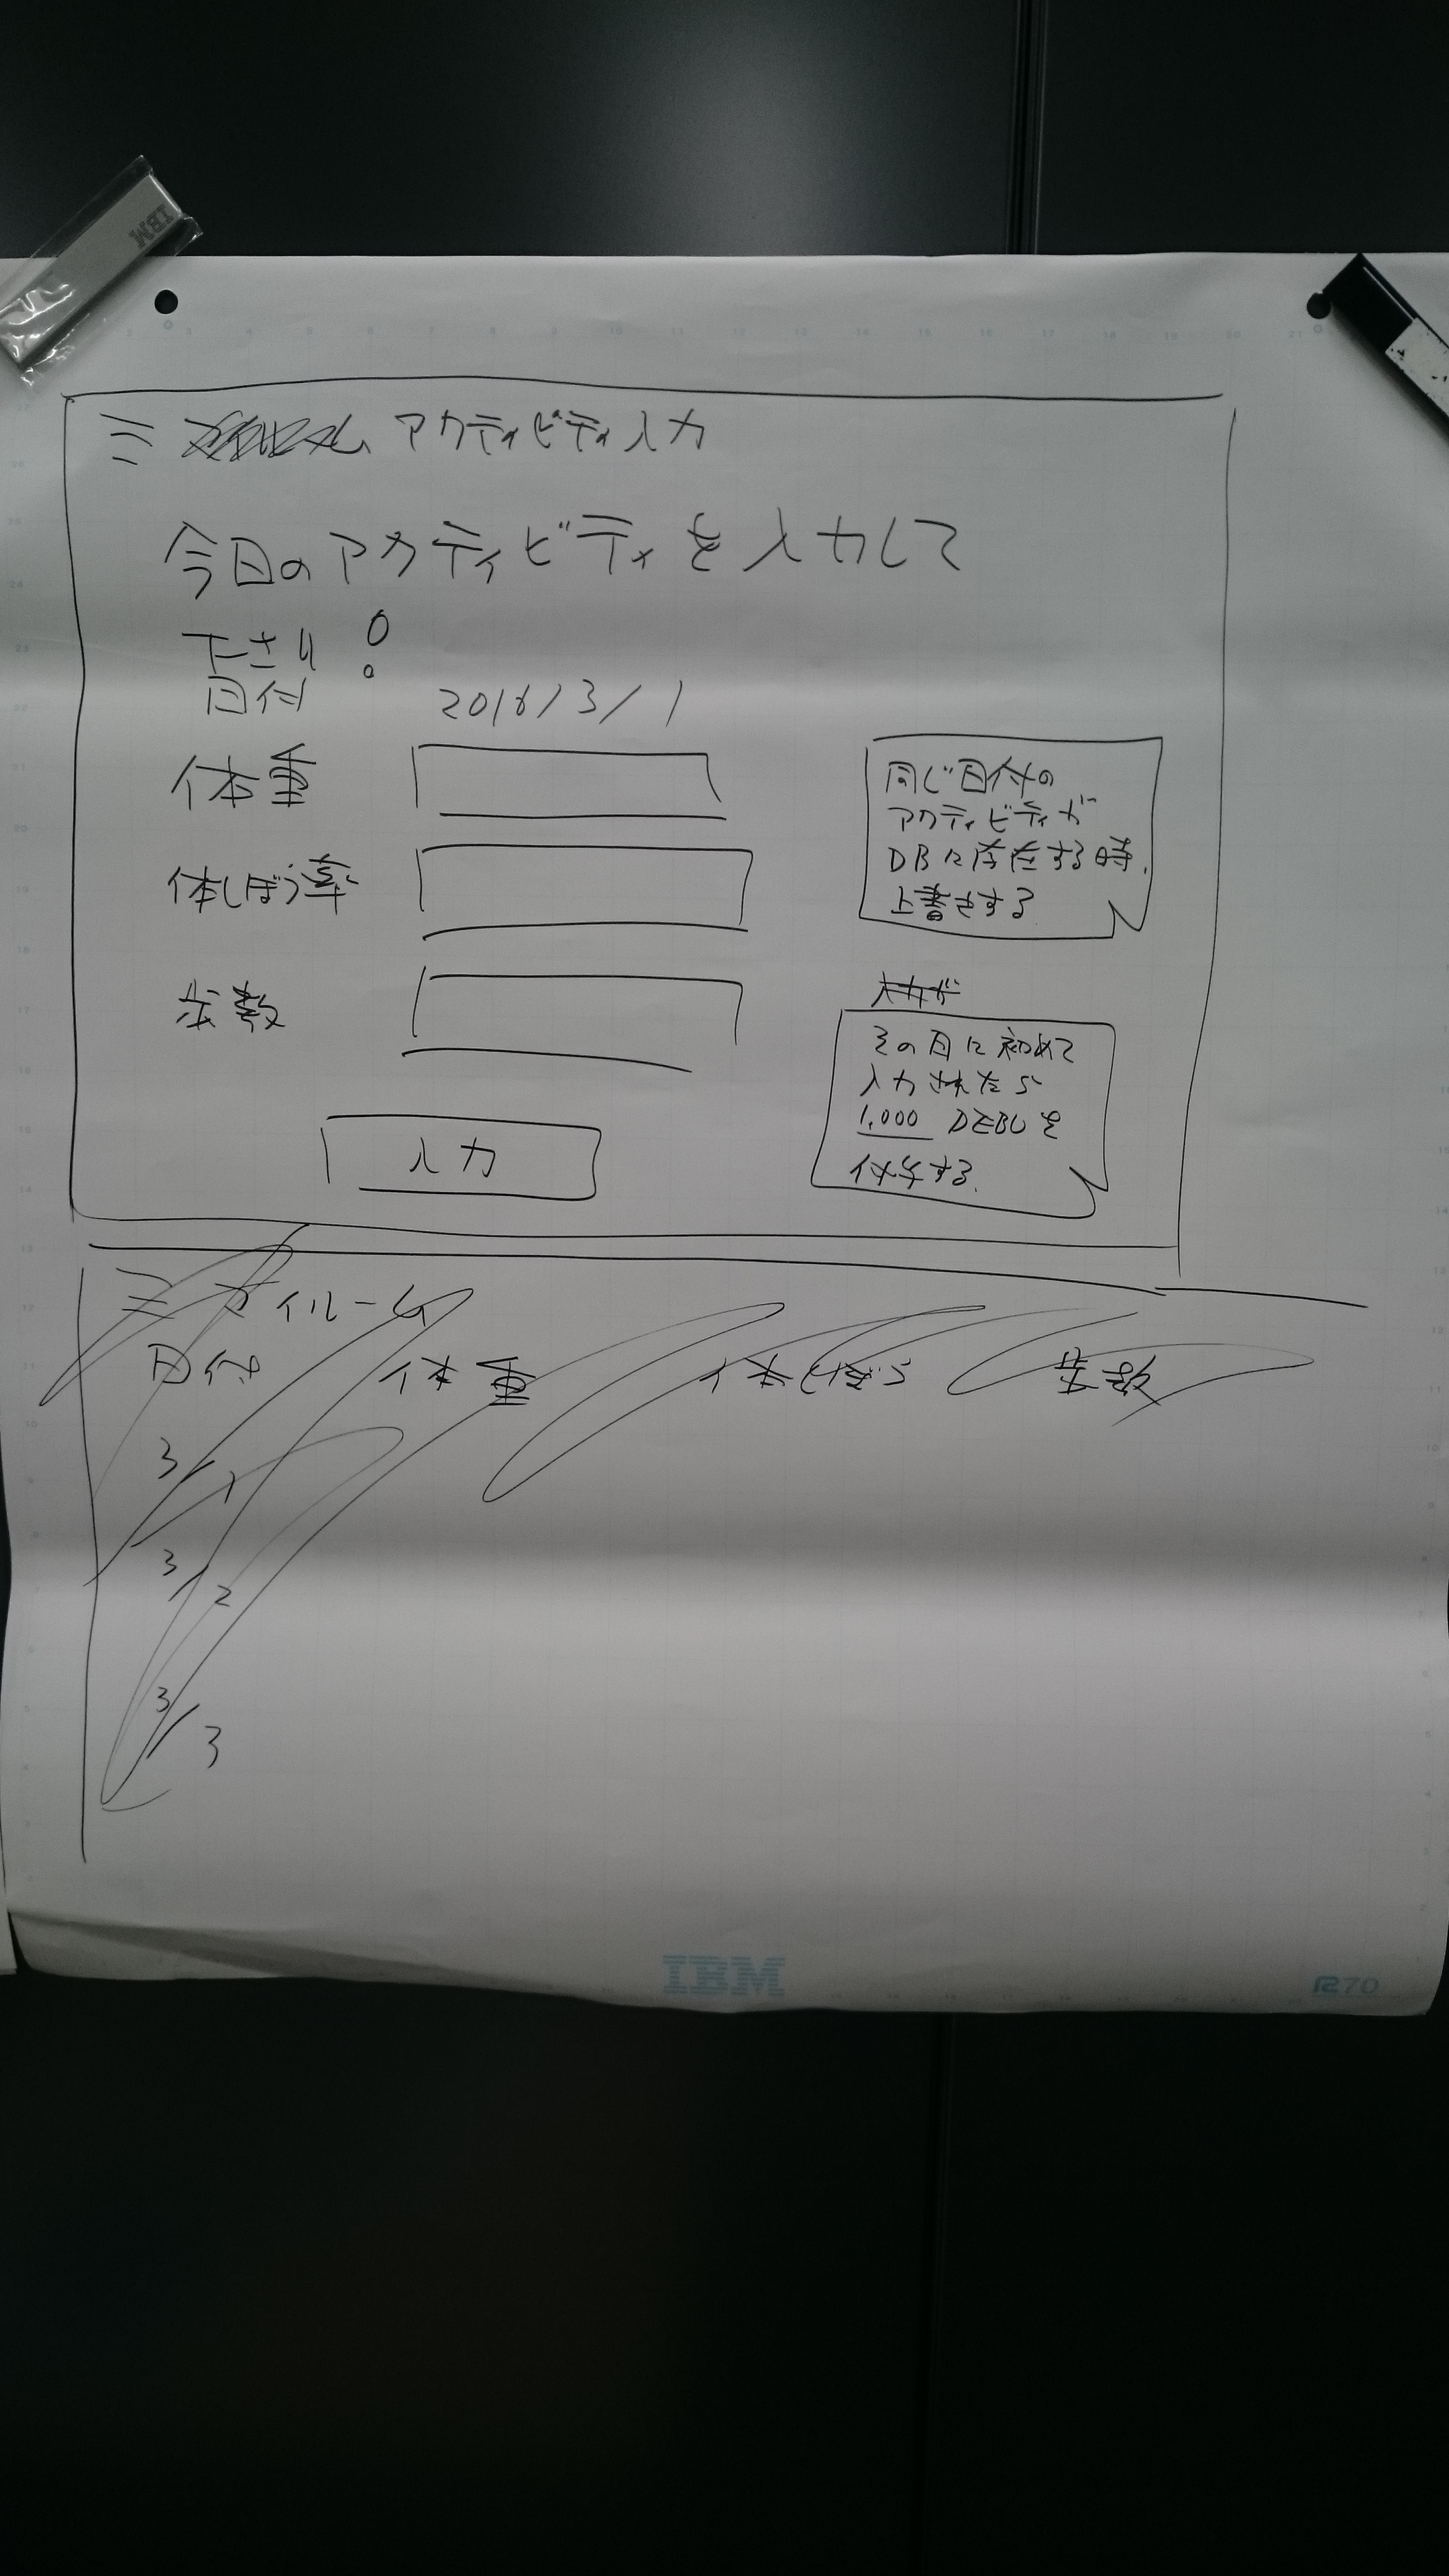 IBM
アクティビティ入力
今日のアクティビティを入力して
下さい!
日付 2016/3/1
体重
体しぼう率
歩数
入力
同じ日付の
アクティビティが
DBに存在する時、
上書きする
入力が
その日に初めて
入力されたら
1,000 DEBUを
付与する.
マイルーム
日付 体重 体しぼう 歩数
3/1
3/2
3/3
IBM
R270